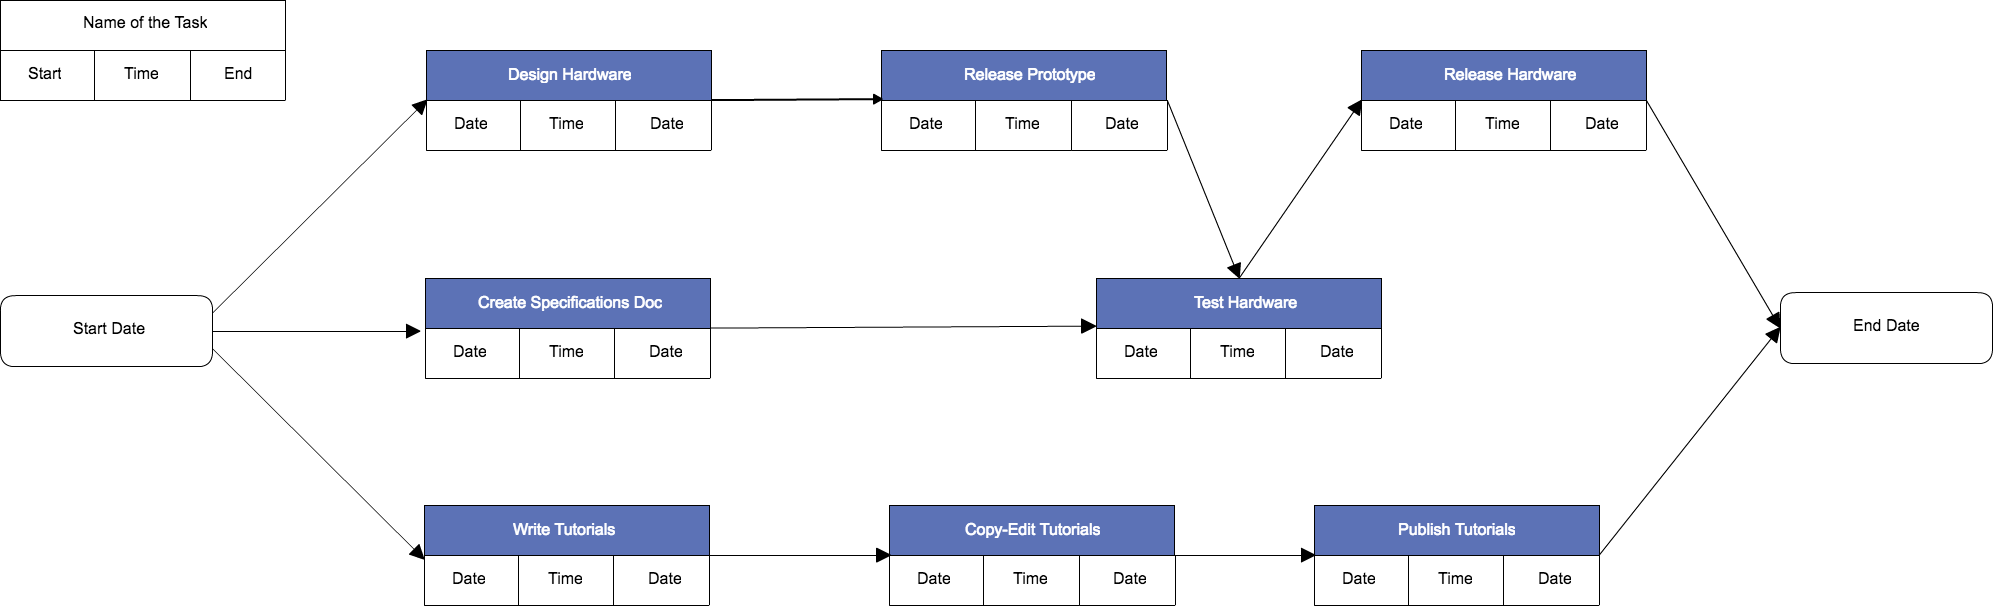 Name of the Task
Start Time End
Design Hardware
Date Time Date
Release Prototype
Date Time Date
Release Hardware
Date Time Date
Start Date
Create Specifications Doc
Date Time Date
Test Hardware
Date Time Date
End Date
Write Tutorials
Date Time Date
Copy-Edit Tutorials
Date Time Date
Publish Tutorials
Date Time Date